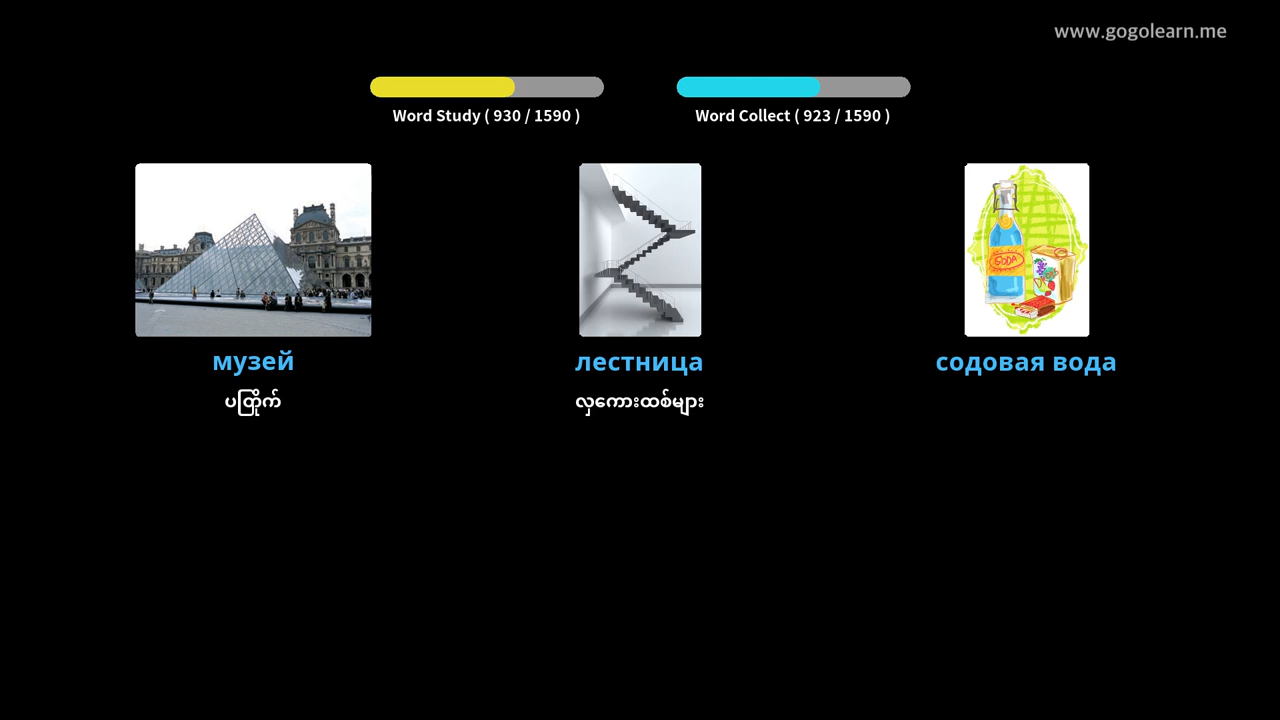 www.gogolearn.me
Word Study ( 930 / 1590 )
Word Collect ( 923 / 1590 )
SODA
музей
лестница
содовая вода
ပတြိုက်
လှကေားထစ်များ